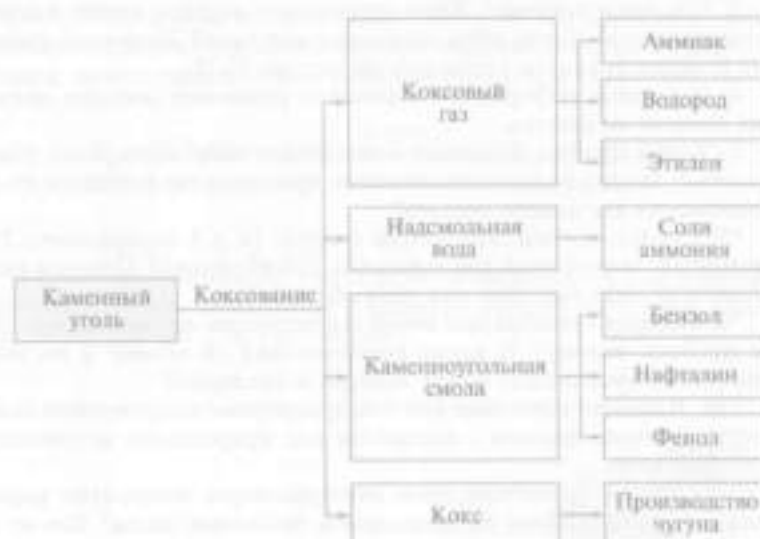 Коксовый
газ
Аммиак
Водород
Этилен
Надсмольная
вода
Соли
аммония
Каменный
уголь
Коксование
Каменноугольная
смола
Бензол
Нафталин
Фенол
Кокс
Производство
чугуна